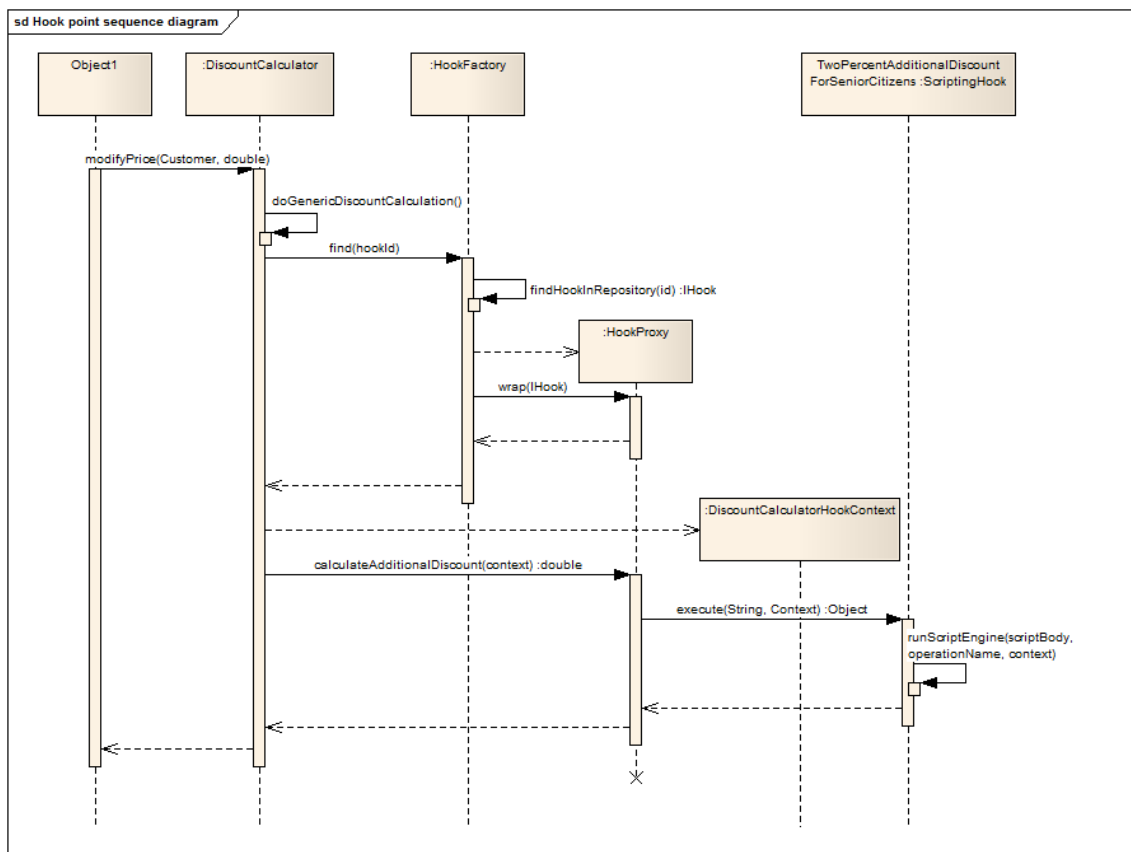 sd Hook point sequence diagram
Object1
:DiscountCalculator
:HookFactory
TwoPercentAdditionalDiscount
ForSeniorCitizens :ScriptingHook
modifyPrice(Customer, double)
doGenericDiscountCalculation()
find(hookId)
findHookInRepository(id) :IHook
:HookProxy
wrap(IHook)
:DiscountCalculatorHookContext
calculateAdditionalDiscount(context) :double
execute(String, Context) :Object
runScriptEngine(scriptBody,
operationName, context)